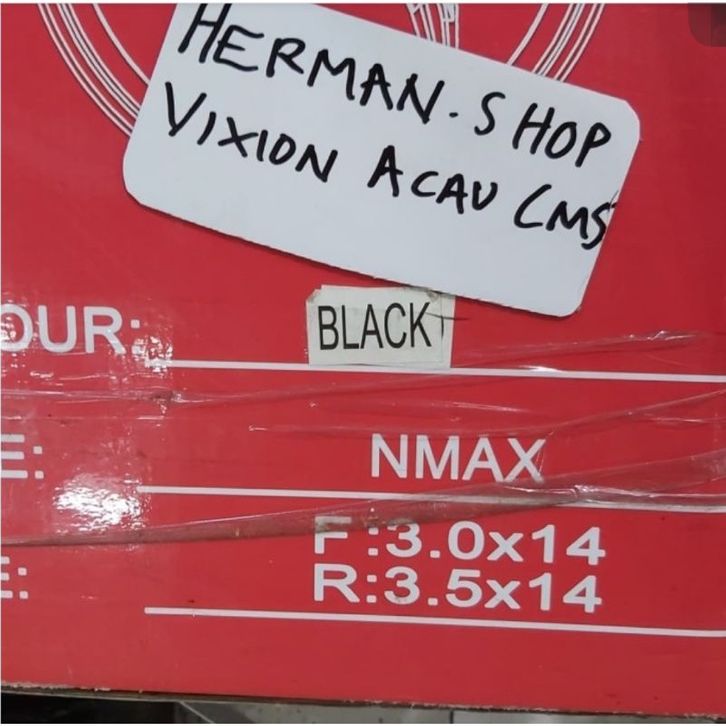 HERMAN.SHOP
VIXION ACAU CMS
OUR: BLACK
E: NMAX
F:3.0x14
E: R:3.5x14